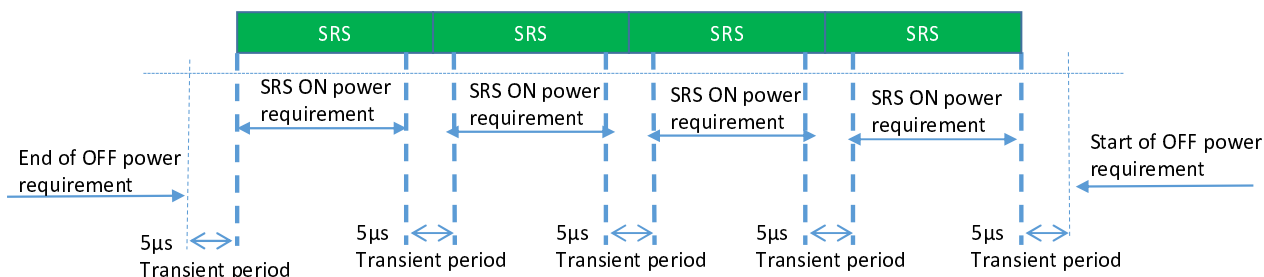 SRS SRS SRS SRS
SRS ON power
requirement
SRS ON power
requirement
SRS ON power
requirement
SRS ON power
requirement
End of OFF power
requirement
Start of OFF power
requirement
5µs
Transient period
5µs
Transient period
5µs
Transient period
5µs
Transient period
5µs
Transient period